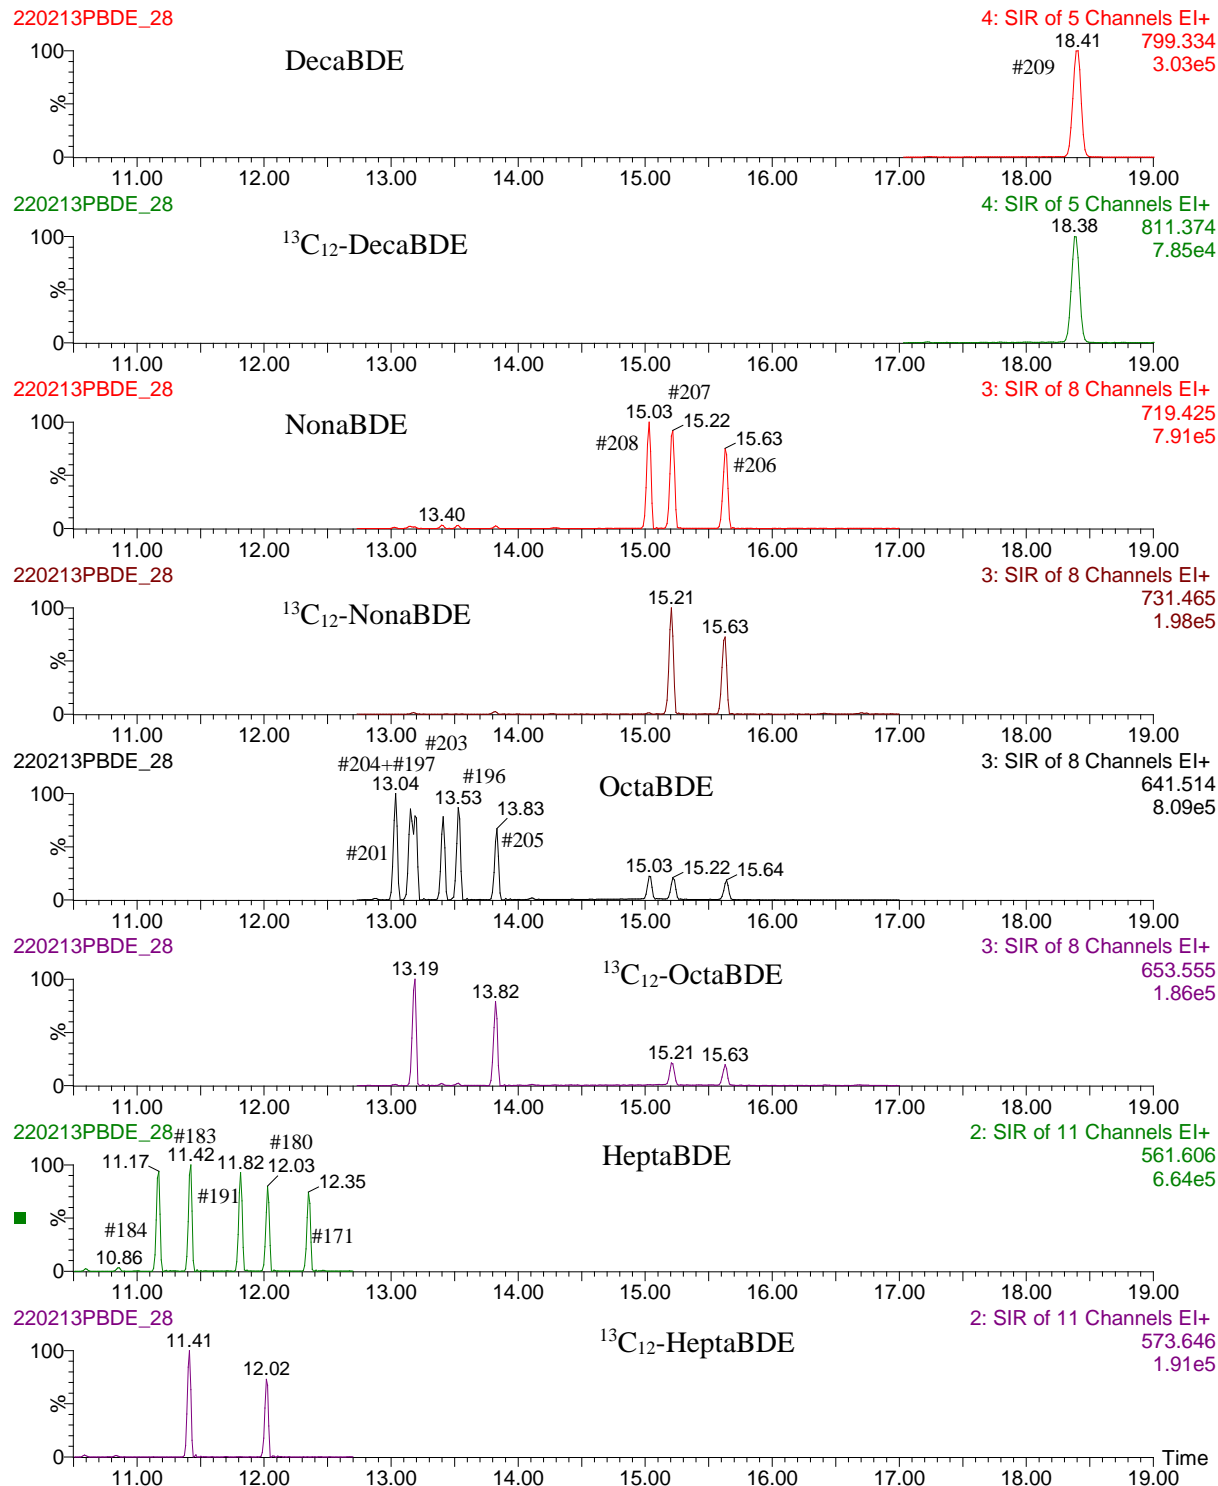 220213PBDE_28
4: SIR of 5 Channels EI+
18.41
799.334
3.03e5
100
%
0
DecaBDE
#209
11.00 12.00 13.00 14.00 15.00 16.00 17.00 18.00 19.00
220213PBDE_28
4: SIR of 5 Channels EI+
18.38
811.374
7.85e4
100
%
0
¹³C₁₂-DecaBDE
11.00 12.00 13.00 14.00 15.00 16.00 17.00 18.00 19.00
220213PBDE_28
3: SIR of 8 Channels EI+
719.425
7.91e5
100
%
0
NonaBDE
#207
15.03
15.22
15.63
#208
#206
13.40
11.00 12.00 13.00 14.00 15.00 16.00 17.00 18.00 19.00
220213PBDE_28
3: SIR of 8 Channels EI+
731.465
1.98e5
100
%
0
¹³C₁₂-NonaBDE
15.21
15.63
11.00 12.00 13.00 14.00 15.00 16.00 17.00 18.00 19.00
220213PBDE_28
3: SIR of 8 Channels EI+
641.514
8.09e5
100
%
0
#203
#204+#197
#196
OctaBDE
13.04
13.53
13.83
#201
#205
15.03
15.22
15.64
11.00 12.00 13.00 14.00 15.00 16.00 17.00 18.00 19.00
220213PBDE_28
3: SIR of 8 Channels EI+
653.555
1.86e5
100
%
0
¹³C₁₂-OctaBDE
13.19
13.82
15.21
15.63
11.00 12.00 13.00 14.00 15.00 16.00 17.00 18.00 19.00
220213PBDE_28
2: SIR of 11 Channels EI+
561.606
6.64e5
100
%
0
#183
#180
HeptaBDE
11.17
11.42
11.82
12.03
12.35
#191
#184
#171
10.86
11.00 12.00 13.00 14.00 15.00 16.00 17.00 18.00 19.00
220213PBDE_28
2: SIR of 11 Channels EI+
573.646
1.91e5
100
%
0
¹³C₁₂-HeptaBDE
11.41
12.02
Time
11.00 12.00 13.00 14.00 15.00 16.00 17.00 18.00 19.00